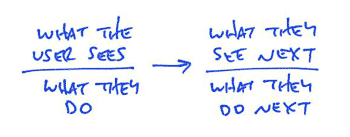 WHAT THE
USER SEES
WHAT THEY
DO
WHAT THEY
SEE NEXT
WHAT THEY
DO NEXT